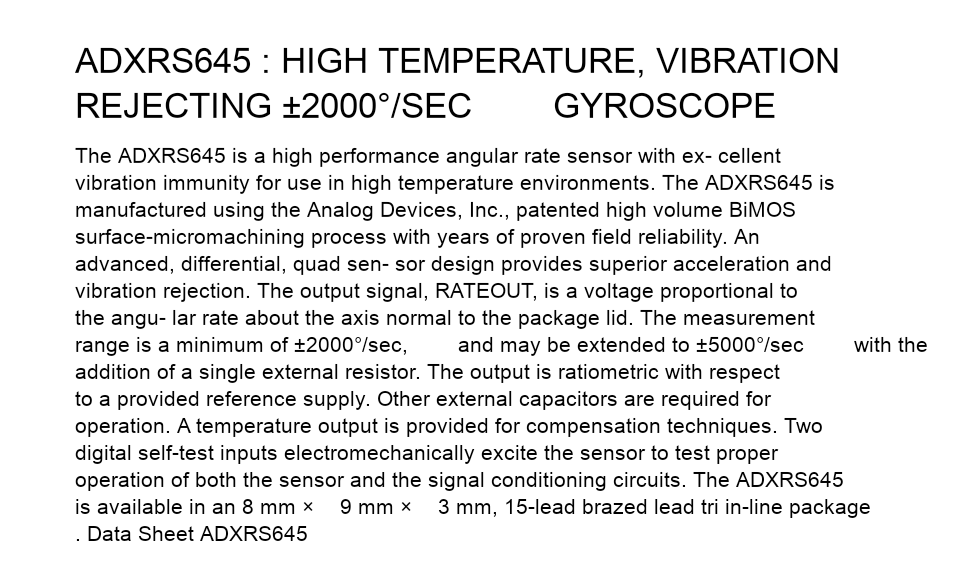 ADXRS645 : HIGH TEMPERATURE, VIBRATION
REJECTING ±2000°/SEC GYROSCOPE
The ADXRS645 is a high performance angular rate sensor with ex- cellent
vibration immunity for use in high temperature environments. The ADXRS645 is
manufactured using the Analog Devices, Inc., patented high volume BiMOS
surface-micromachining process with years of proven field reliability. An
advanced, differential, quad sen- sor design provides superior acceleration and
vibration rejection. The output signal, RATEOUT, is a voltage proportional to
the angu- lar rate about the axis normal to the package lid. The measurement
range is a minimum of ±2000°/sec, and may be extended to ±5000°/sec with the
addition of a single external resistor. The output is ratiometric with respect
to a provided reference supply. Other external capacitors are required for
operation. A temperature output is provided for compensation techniques. Two
digital self-test inputs electromechanically excite the sensor to test proper
operation of both the sensor and the signal conditioning circuits. The ADXRS645
is available in an 8 mm × 9 mm × 3 mm, 15-lead brazed lead tri in-line package
. Data Sheet ADXRS645